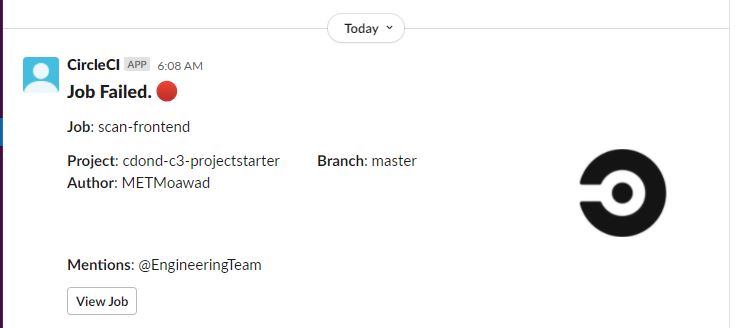 Today
CircleCI APP 6:08 AM
Job Failed.
Job: scan-frontend
Project: cdond-c3-projectstarter Branch: master
Author: METMoawad
Mentions: @EngineeringTeam
View Job